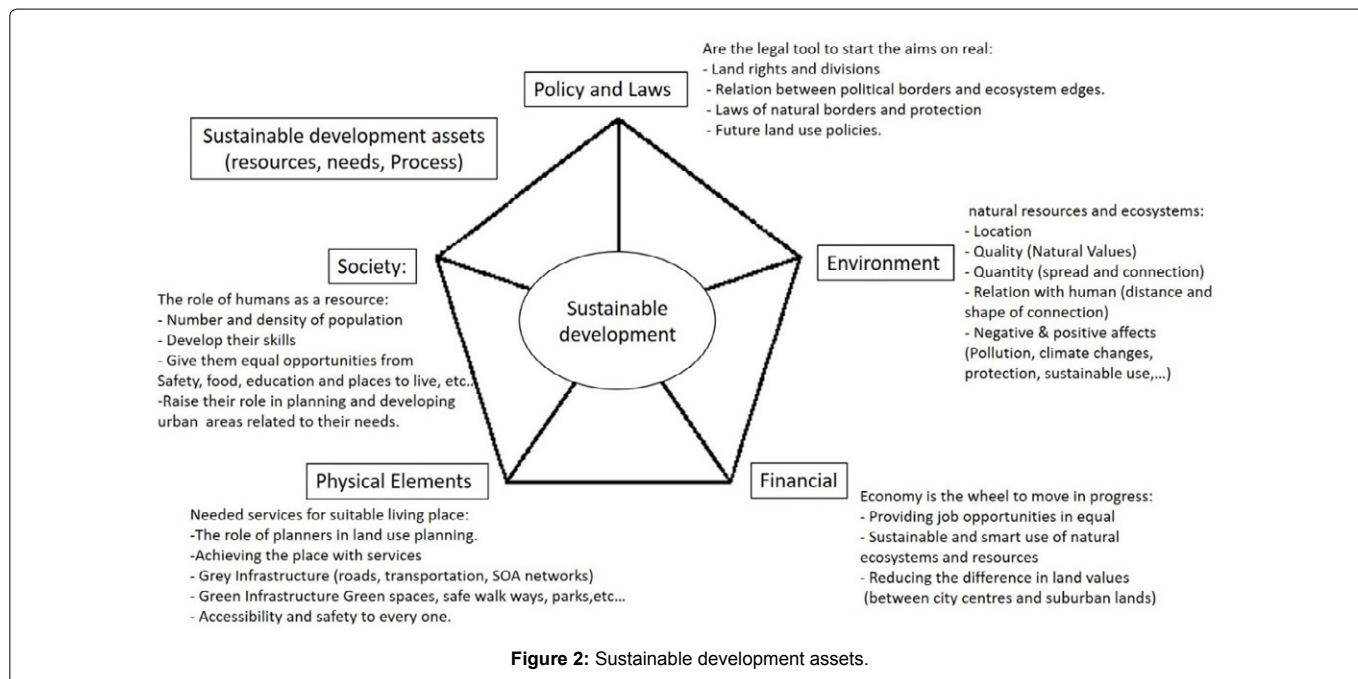 Are the legal tool to start the aims on real:
- Land rights and divisions
- Relation between political borders and ecosystem edges.
- Laws of natural borders and protection
- Future land use policies.
Policy and Laws
Sustainable development assets
(resources, needs, Process)
natural resources and ecosystems:
- Location
- Quality (Natural Values)
- Quantity (spread and connection)
- Relation with human (distance and
shape of connection)
- Negative & positive affects
(Pollution, climate changes,
protection, sustainable use,...)
Environment
Society:
The role of humans as a resource:
- Number and density of population
- Develop their skills
- Give them equal opportunities from
Safety, food, education and places to live, etc..
-Raise their role in planning and developing
urban areas related to their needs.
Sustainable
development
Physical Elements
Needed services for suitable living place:
-The role of planners in land use planning.
-Achieving the place with services
- Grey Infrastructure (roads, transportation, SOA networks)
- Green Infrastructure Green spaces, safe walk ways, parks,etc...
- Accessibility and safety to every one.
Financial
Economy is the wheel to move in progress:
- Providing job opportunities in equal
- Sustainable and smart use of natural
ecosystems and resources
- Reducing the difference in land values
(between city centres and suburban lands)
Figure 2: Sustainable development assets.